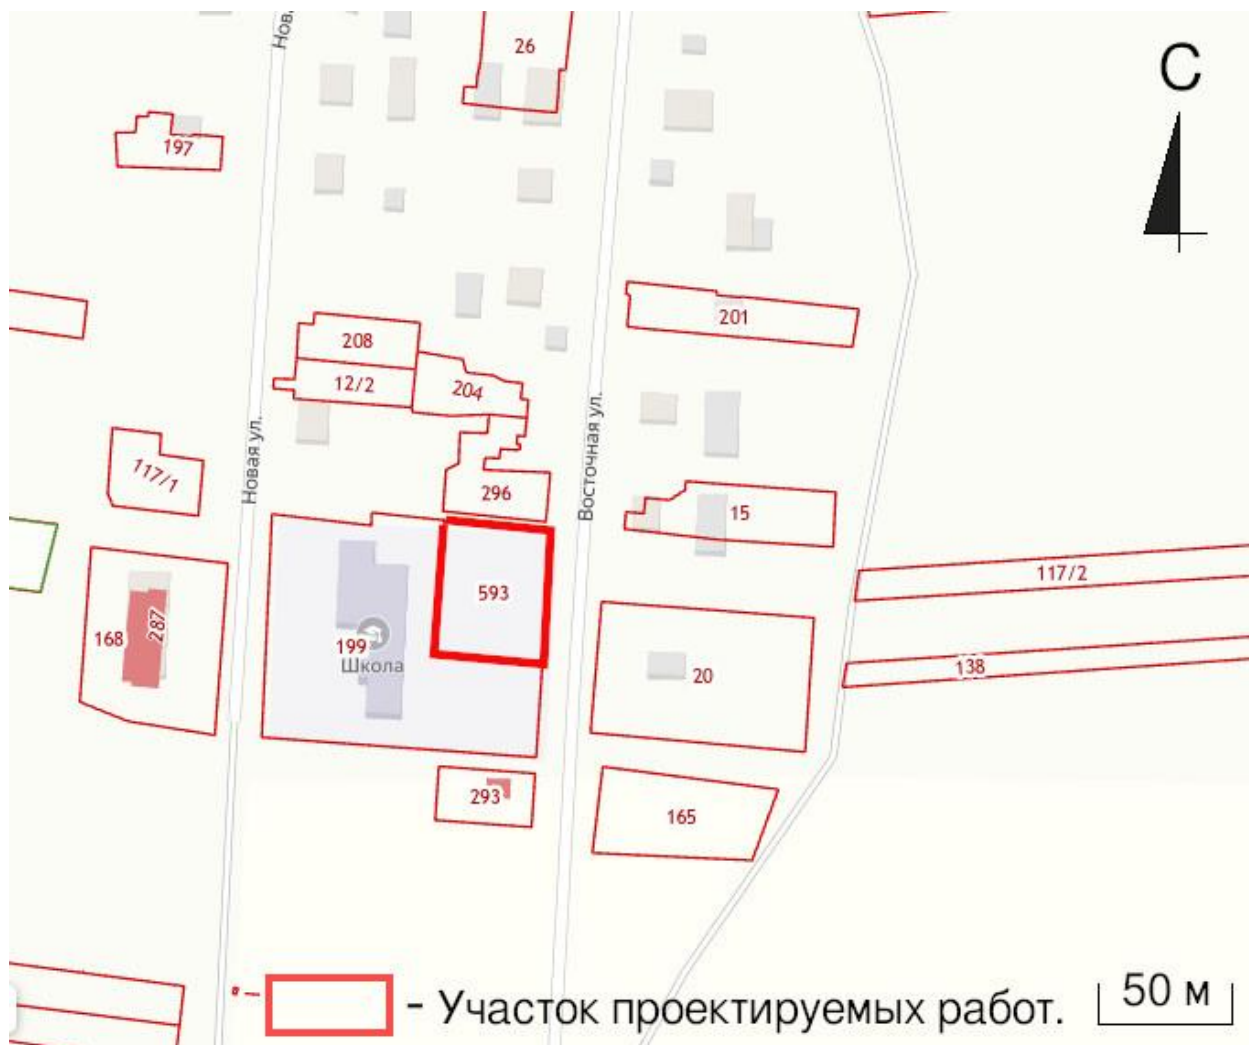 Нов.
26
С
197
201
208
12/2
204
Новая ул.
Восточная ул.
117/1
296
15
593
117/2
168
287
199
Школа
20
138
293
165
- Участок проектируемых работ.
50 м